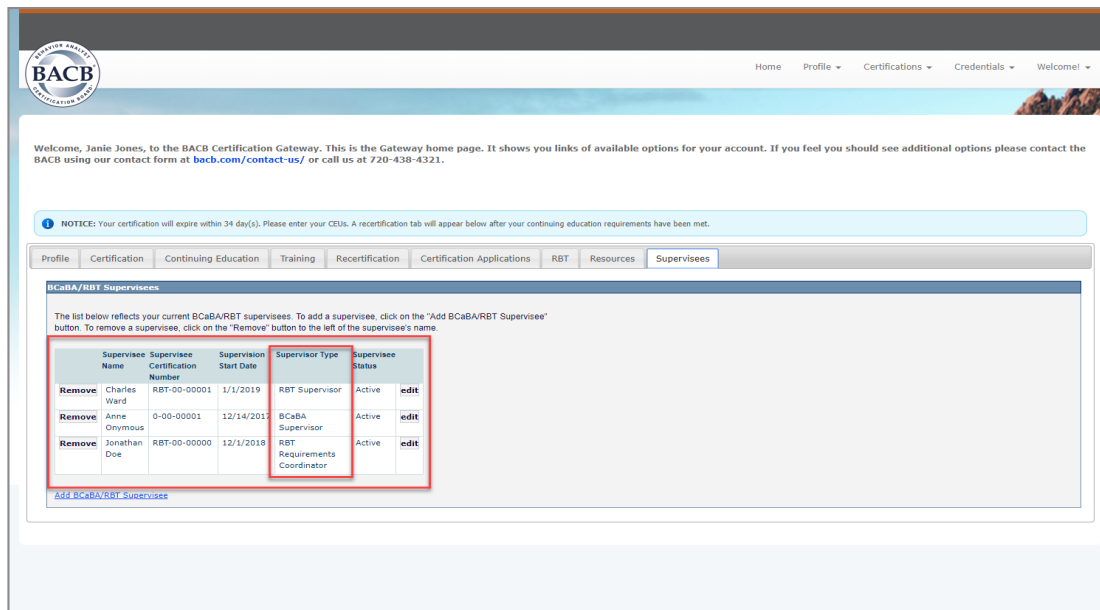 BEHAVIOR ANALYST
BACB
CERTIFICATION BOARD
Home Profile Certifications Credentials Welcome!
Welcome, Janie Jones, to the BACB Certification Gateway. This is the Gateway home page. It shows you links of available options for your account. If you feel you should see additional options please contact the
BACB using our contact form at bacb.com/contact-us/ or call us at 720-438-4321.
NOTICE: Your certification will expire within 34 day(s). Please enter your CEUs. A recertification tab will appear below after your continuing education requirements have been met.
Profile Certification Continuing Education Training Recertification Certification Applications RBT Resources Supervisees
BCaBA/RBT Supervisees
The list below reflects your current BCaBA/RBT supervisees. To add a supervisee, click on the "Add BCaBA/RBT Supervisee"
button. To remove a supervisee, click on the "Remove" button to the left of the supervisee's name.
Supervisee Supervisee Supervision Supervisor Type Supervisee
Name Certification Start Date Status
Number
Remove Charles RBT-00-00001 1/1/2019 RBT Supervisor Active edit
Ward
Remove Anne 0-00-00001 12/14/2017 BCaBA Active edit
Onymous Supervisor
Remove Jonathan RBT-00-00000 12/1/2018 RBT Active edit
Doe Requirements
Coordinator
Add BCaBA/RBT Supervisee